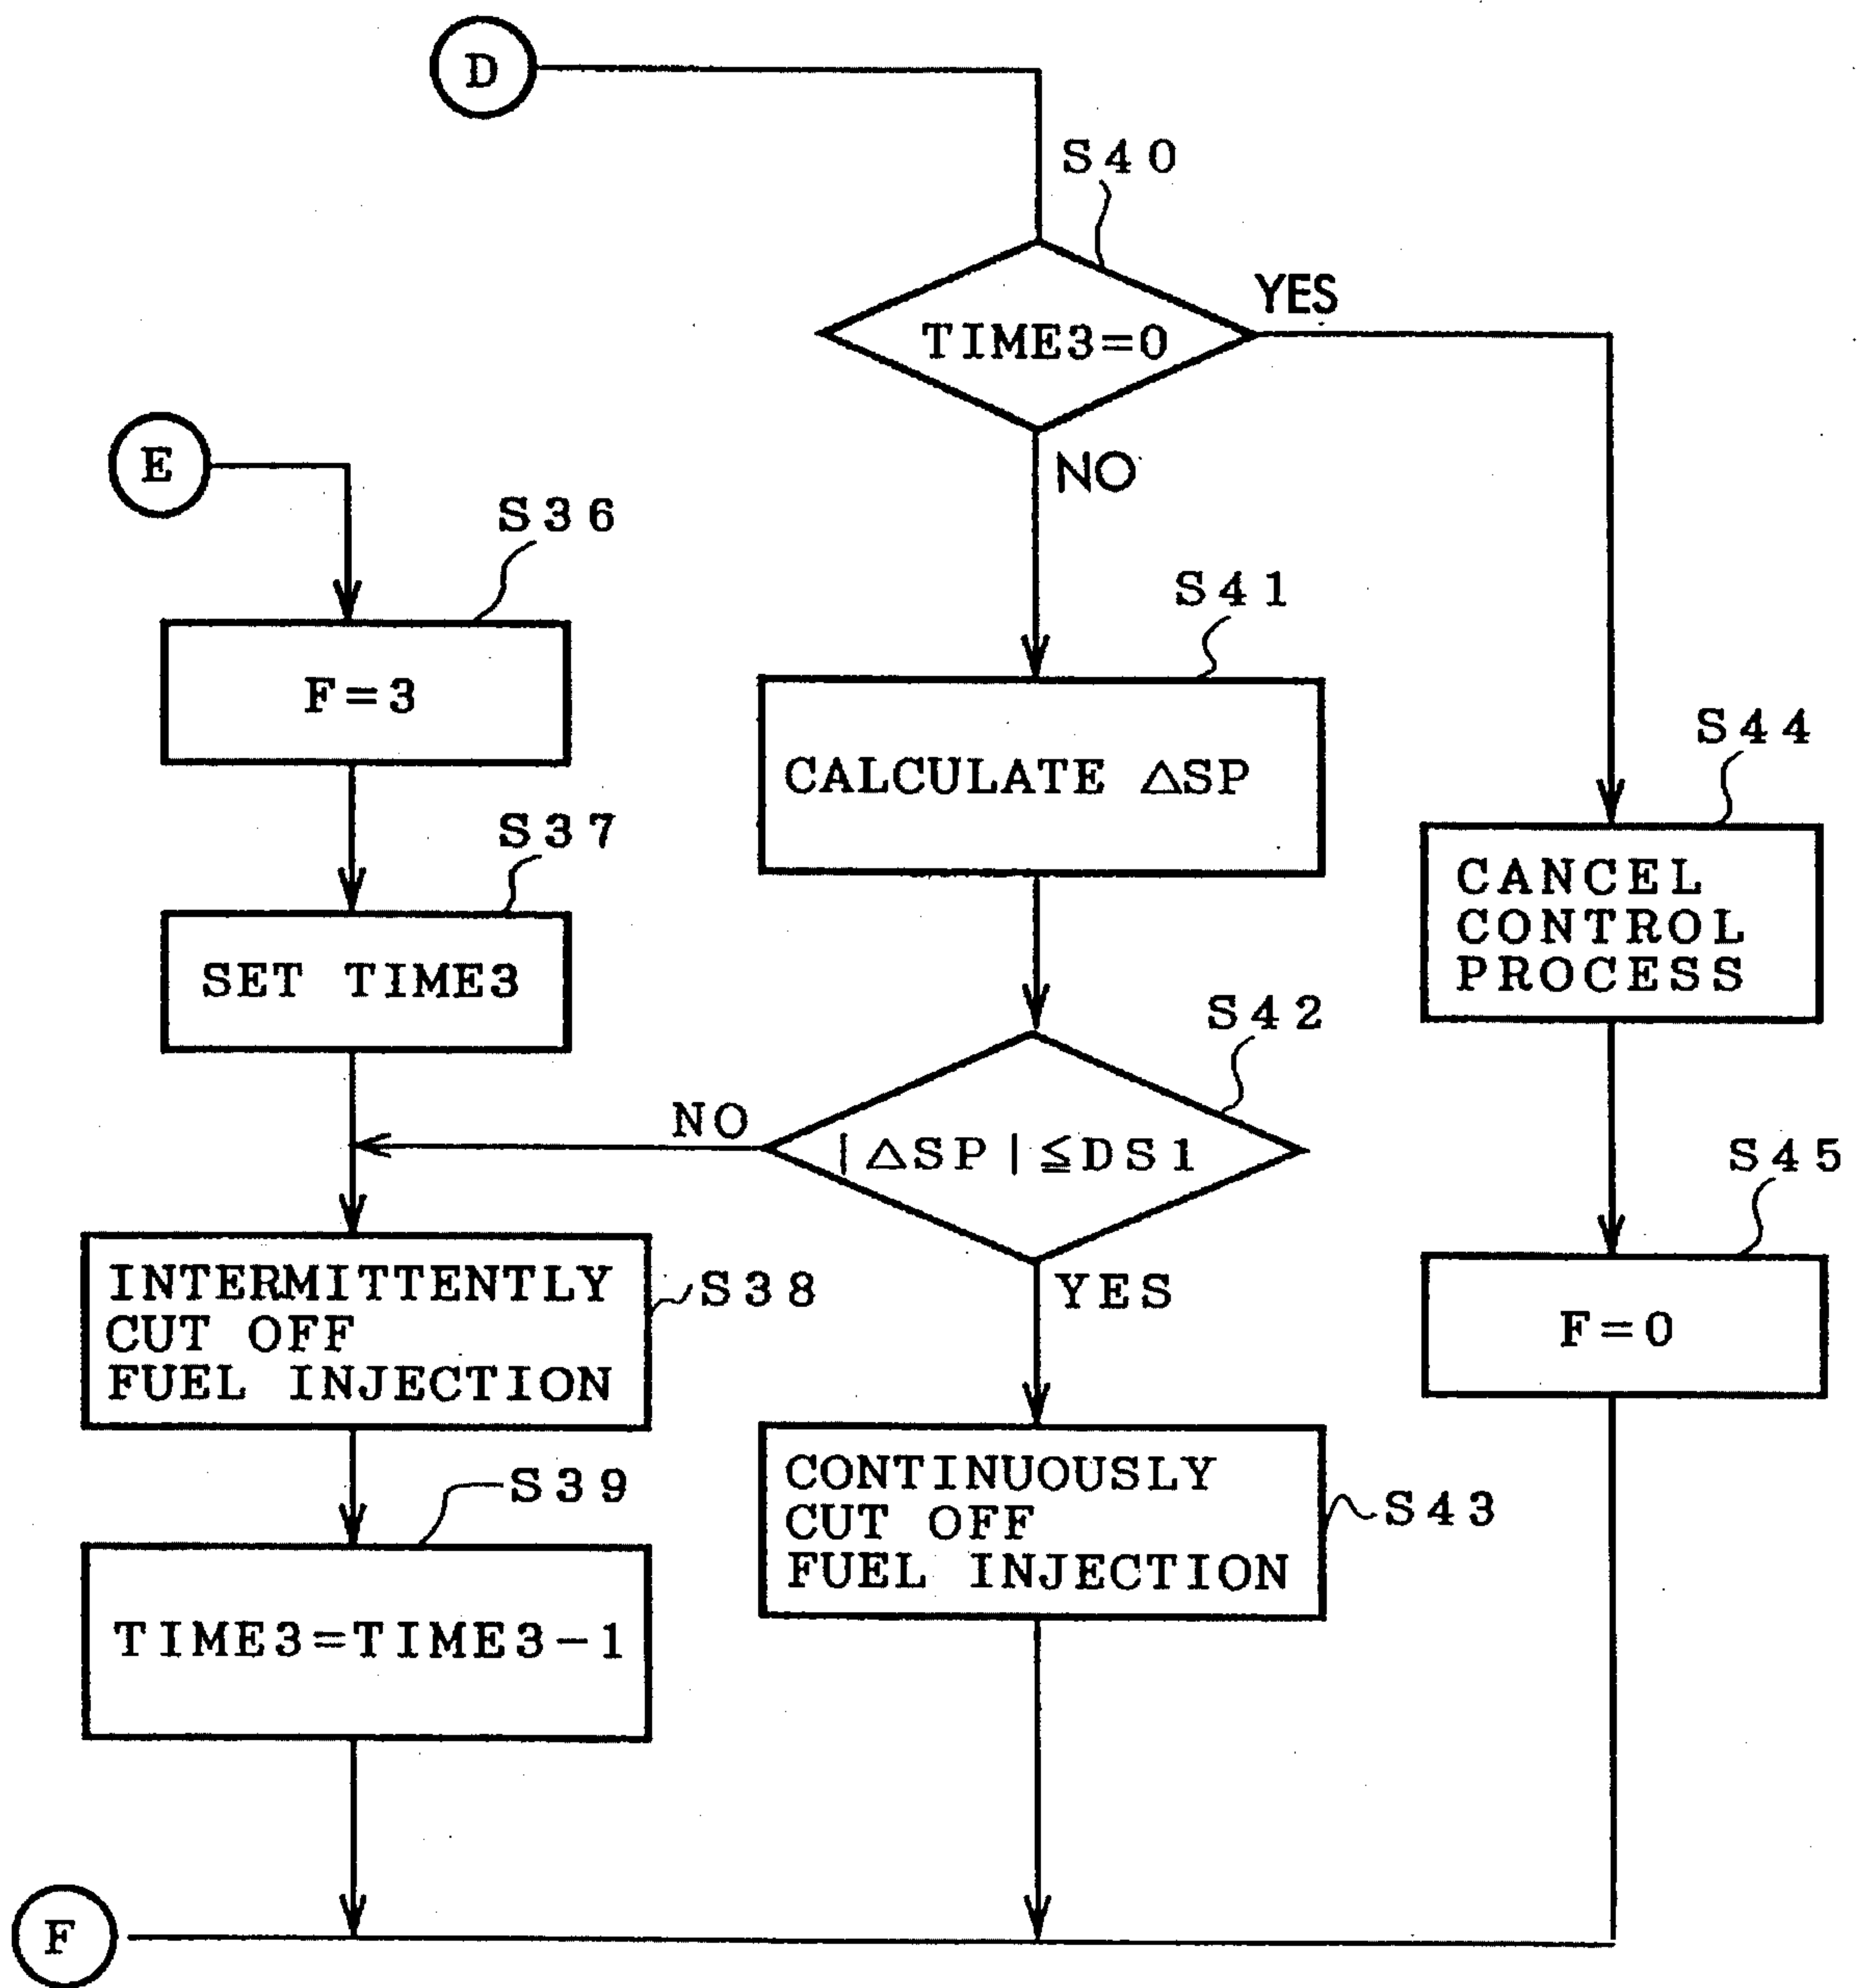 D
S40
TIME3=0
YES
NO
E
S36
F=3
S37
SET TIME3
S41
CALCULATE △SP
S44
CANCEL
CONTROL
PROCESS
S42
|△SP|≦DS1
NO
YES
S45
F=0
INTERMITTENTLY
CUT OFF
FUEL INJECTION
S38
S39
TIME3=TIME3-1
CONTINUOUSLY
CUT OFF
FUEL INJECTION
S43
F